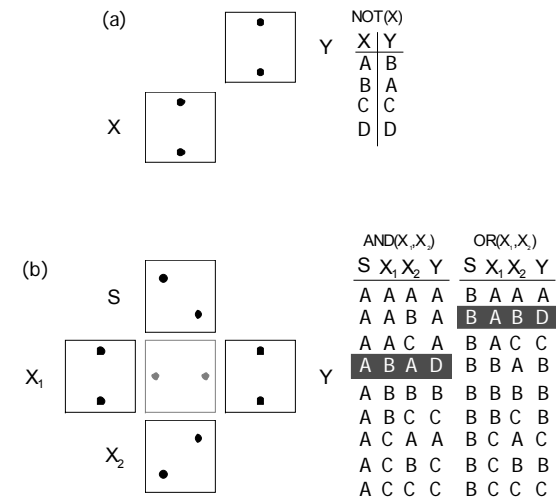 (a)
NOT(X)
X Y
A B
B A
C C
D D
Y
X
(b)
S
X₁
X₂
Y
AND(X₁,X₂)
S X₁ X₂ Y
A A A A
A A B A
A A C A
A B A D
A B B B
A B C C
A C A A
A C B C
A C C C
OR(X₁,X₂)
S X₁ X₂ Y
B A A A
B A B D
B A C C
B B A B
B B B B
B B C B
B C A C
B C B B
B C C C